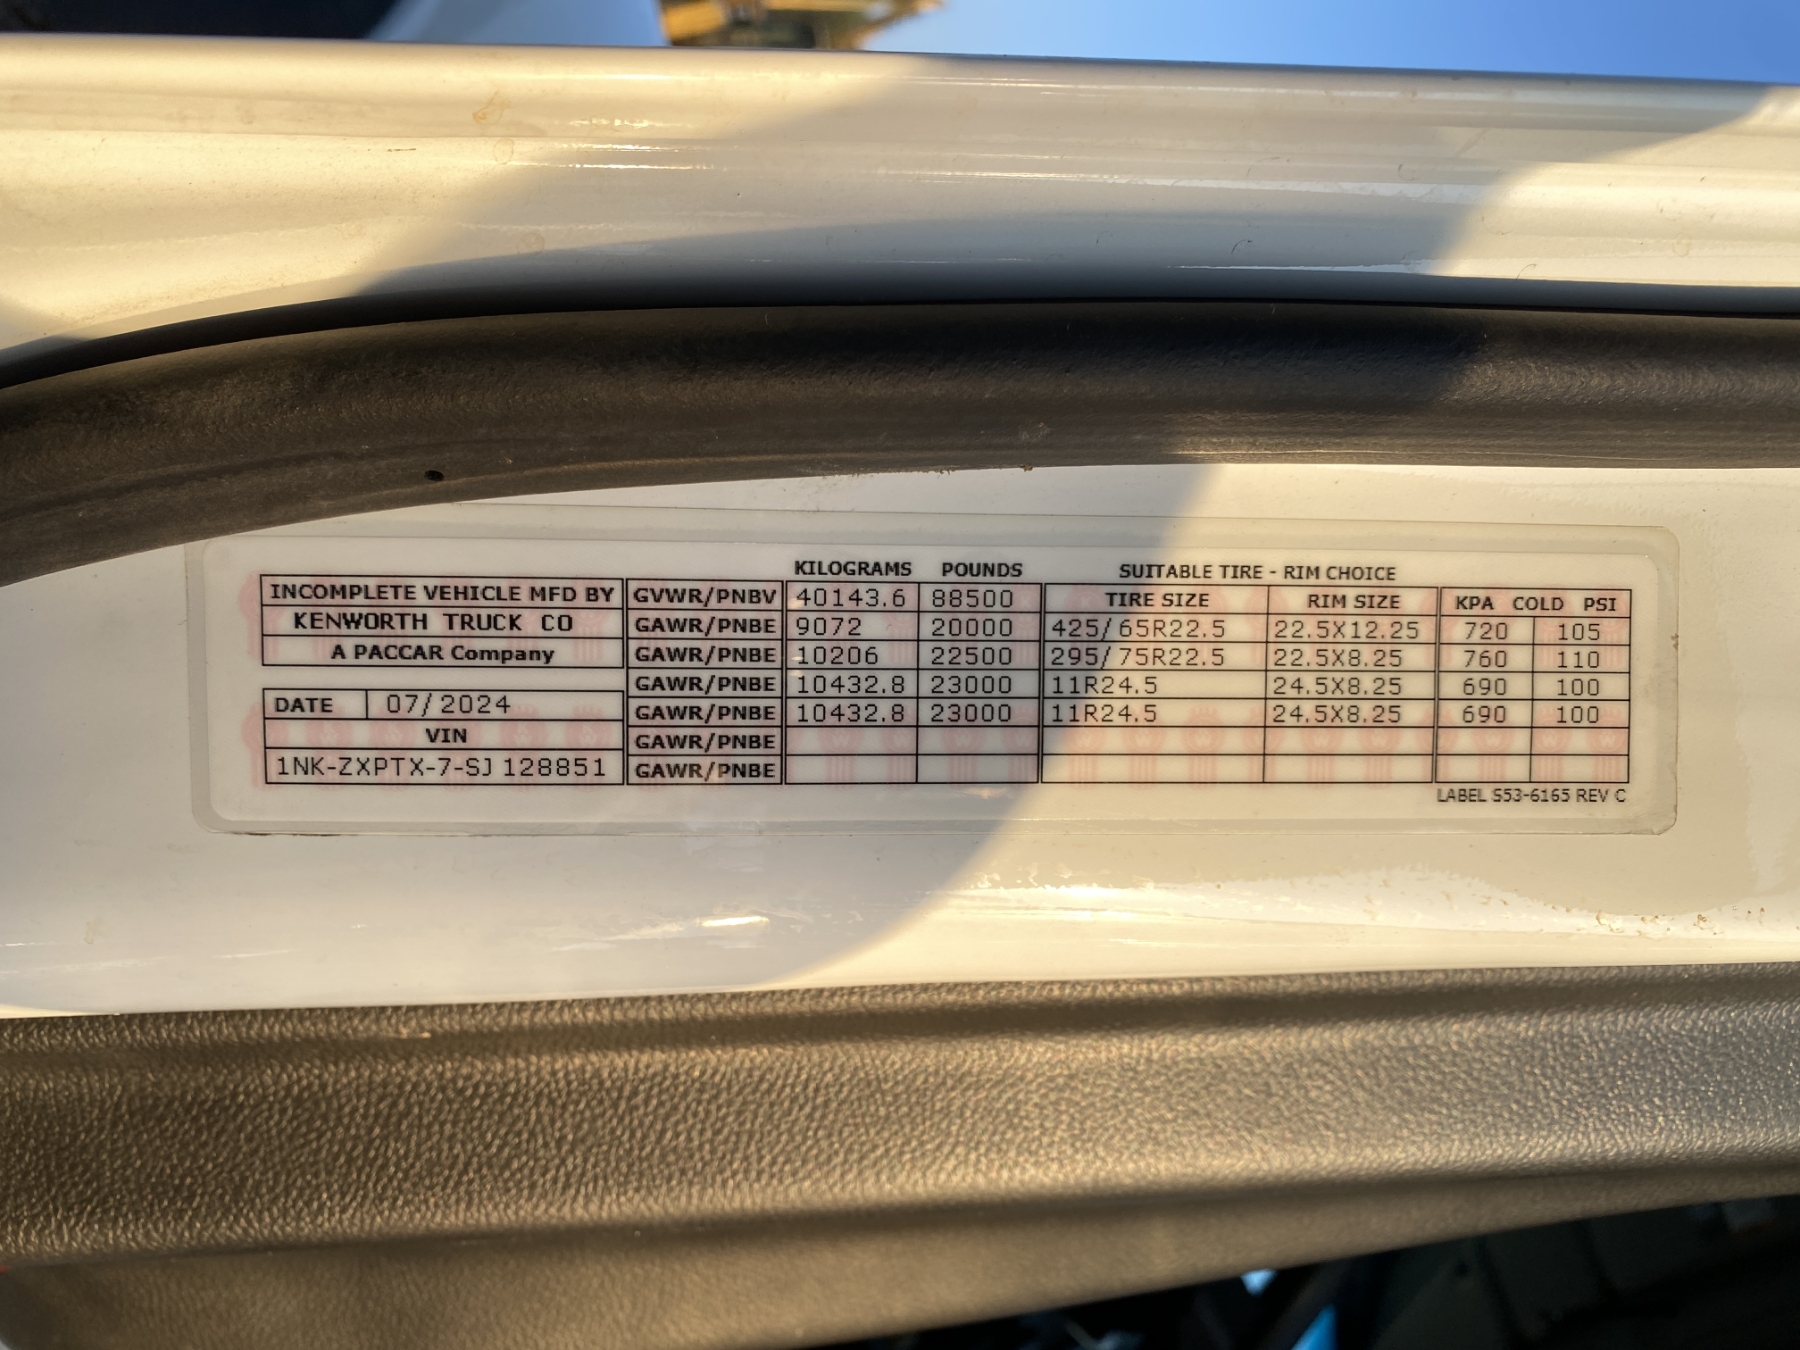 KILOGRAMS POUNDS SUITABLE TIRE - RIM CHOICE
INCOMPLETE VEHICLE MFD BY GVWR/PNBV 40143.6 88500 TIRE SIZE RIM SIZE KPA COLD PSI
KENWORTH TRUCK CO GAWR/PNBE 9072 20000 425/65R22.5 22.5X12.25 720 105
A PACCAR Company GAWR/PNBE 10206 22500 295/75R22.5 22.5X8.25 760 110
GAWR/PNBE 10432.8 23000 11R24.5 24.5X8.25 690 100
DATE 07/2024 GAWR/PNBE 10432.8 23000 11R24.5 24.5X8.25 690 100
VIN GAWR/PNBE
1NK-ZXPTX-7-SJ 128851 GAWR/PNBE
LABEL S53-6165 REV C